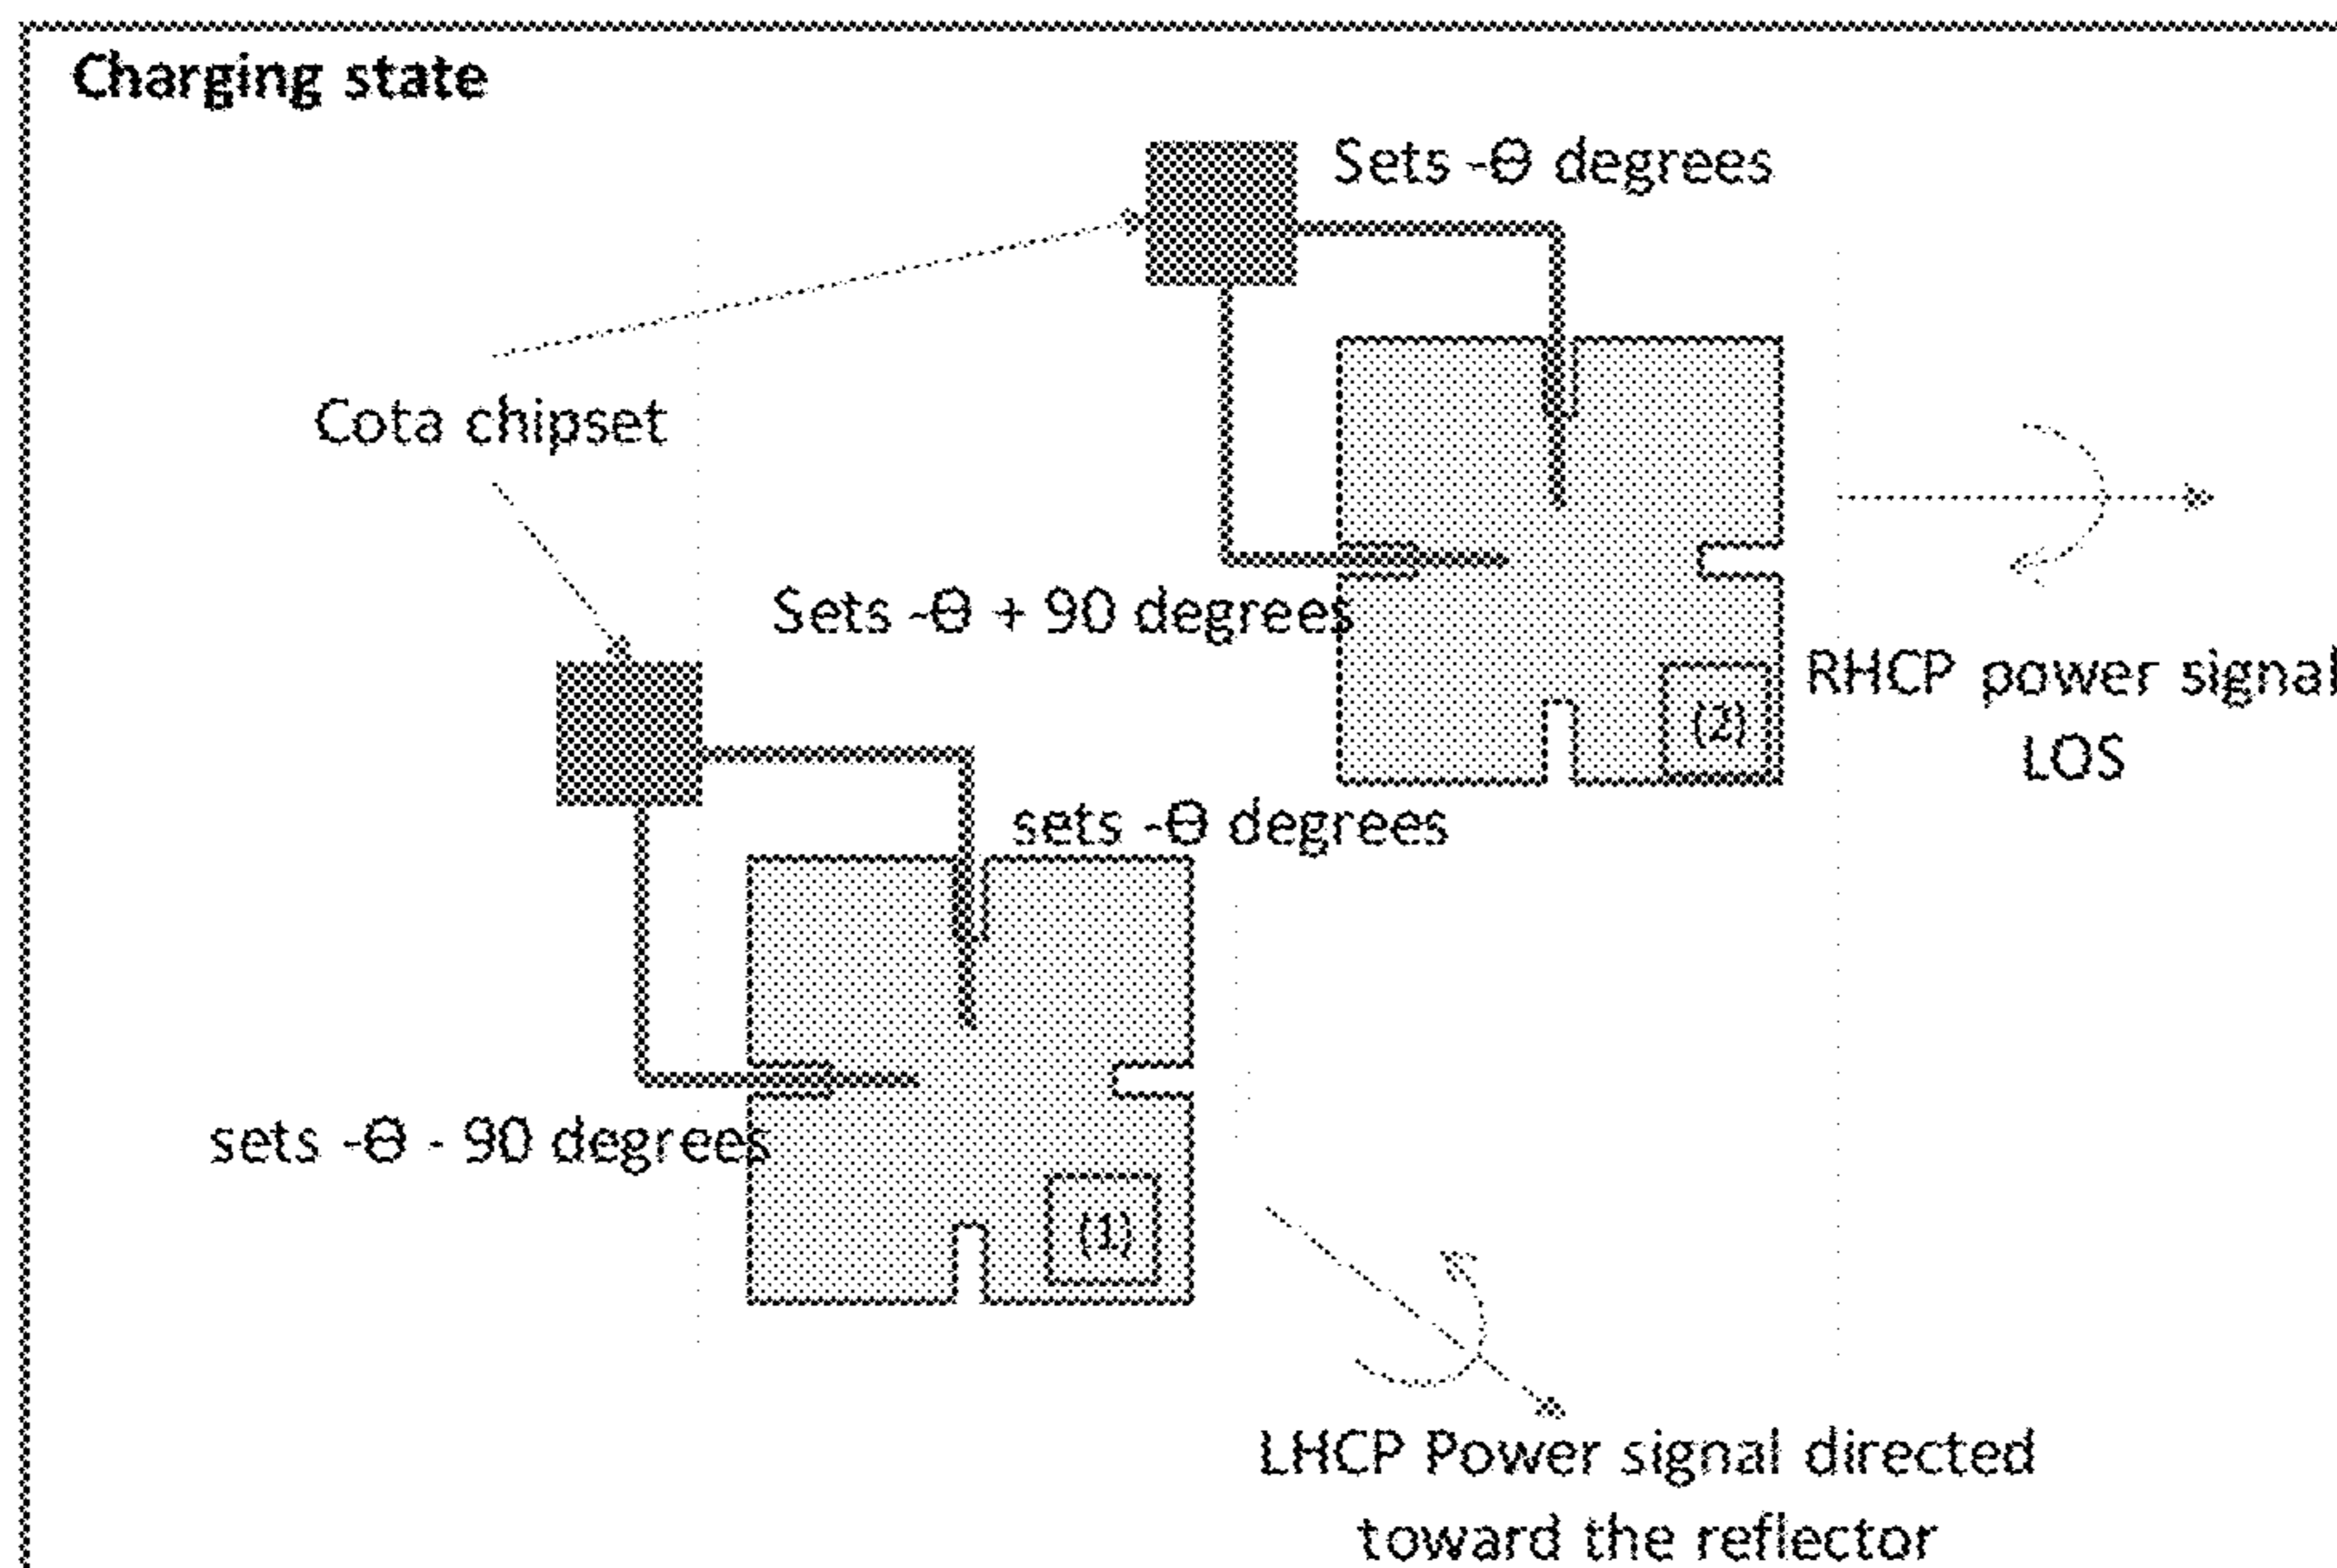 Charging state
Sets -Θ degrees
Cota chipset
Sets -Θ + 90 degrees
(2)
RHCP power signal
LOS
sets -Θ degrees
sets -Θ - 90 degrees
(1)
LHCP Power signal directed
toward the reflector